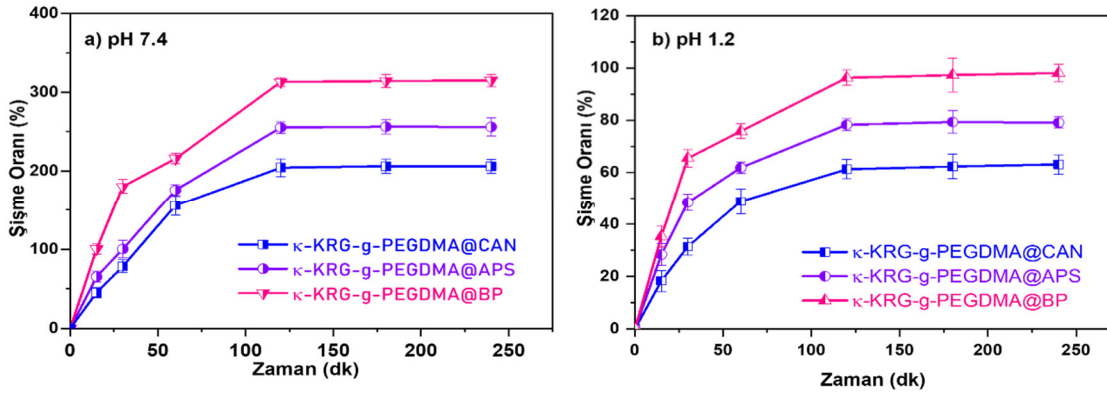 a) pH 7.4
Şişme Oranı (%)
400
300
200
100
0
κ-KRG-g-PEGDMA@CAN
κ-KRG-g-PEGDMA@APS
κ-KRG-g-PEGDMA@BP
0 50 100 150 200 250
Zaman (dk)
b) pH 1.2
Şişme Oranı (%)
120
100
80
60
40
20
0
κ-KRG-g-PEGDMA@CAN
κ-KRG-g-PEGDMA@APS
κ-KRG-g-PEGDMA@BP
0 50 100 150 200 250
Zaman (dk)